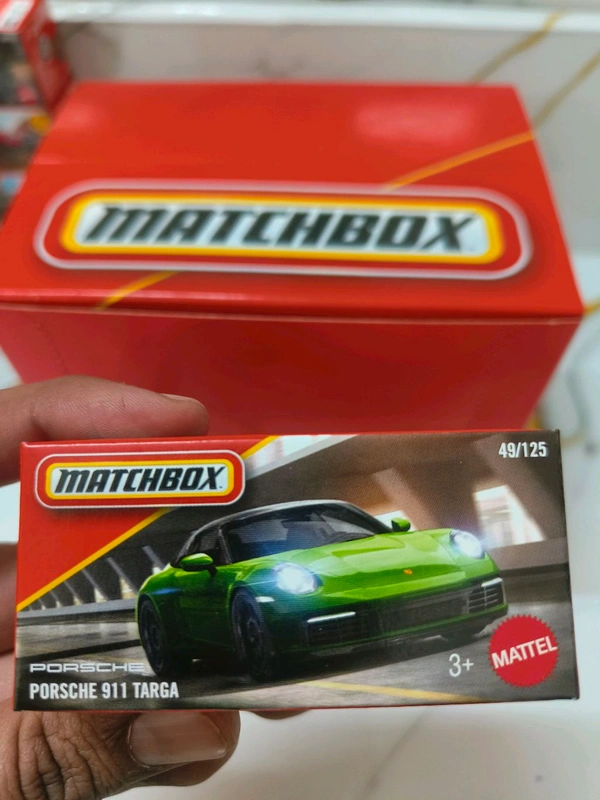 MATCHBOX
MATCHBOX
49/125
PORSCHE
PORSCHE 911 TARGA
3+
MATTEL